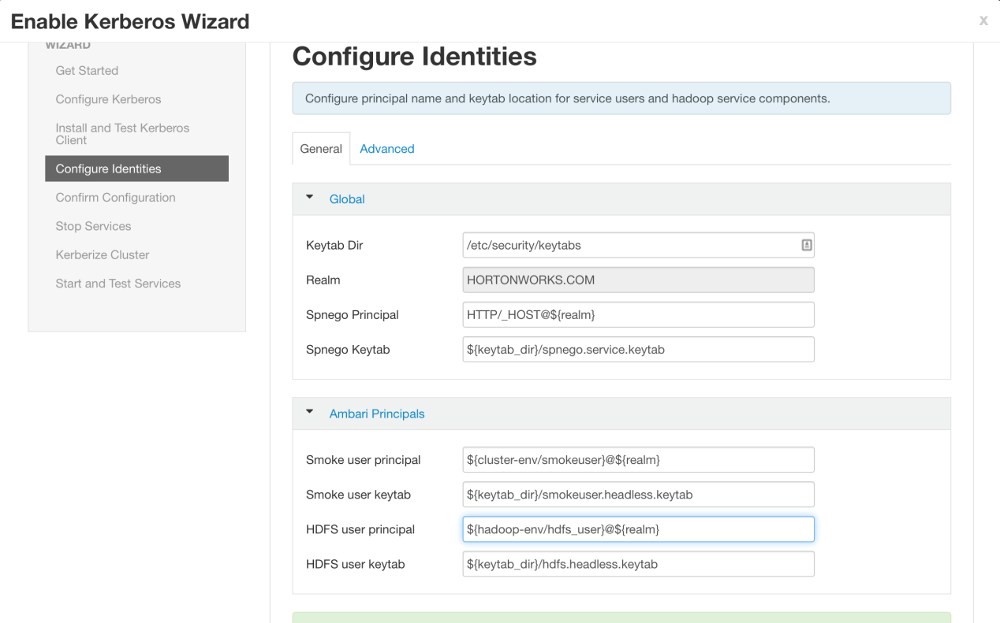 Enable Kerberos Wizard
x
WIZARD
Get Started
Configure Kerberos
Install and Test Kerberos
Client
Configure Identities
Confirm Configuration
Stop Services
Kerberize Cluster
Start and Test Services
Configure Identities
Configure principal name and keytab location for service users and hadoop service components.
General
Advanced
Global
Keytab Dir
/etc/security/keytabs
Realm
HORTONWORKS.COM
Spnego Principal
HTTP/_HOST@${realm}
Spnego Keytab
${keytab_dir}/spnego.service.keytab
Ambari Principals
Smoke user principal
${cluster-env/smokeuser}@${realm}
Smoke user keytab
${keytab_dir}/smokeuser.headless.keytab
HDFS user principal
${hadoop-env/hdfs_user}@${realm}
HDFS user keytab
${keytab_dir}/hdfs.headless.keytab